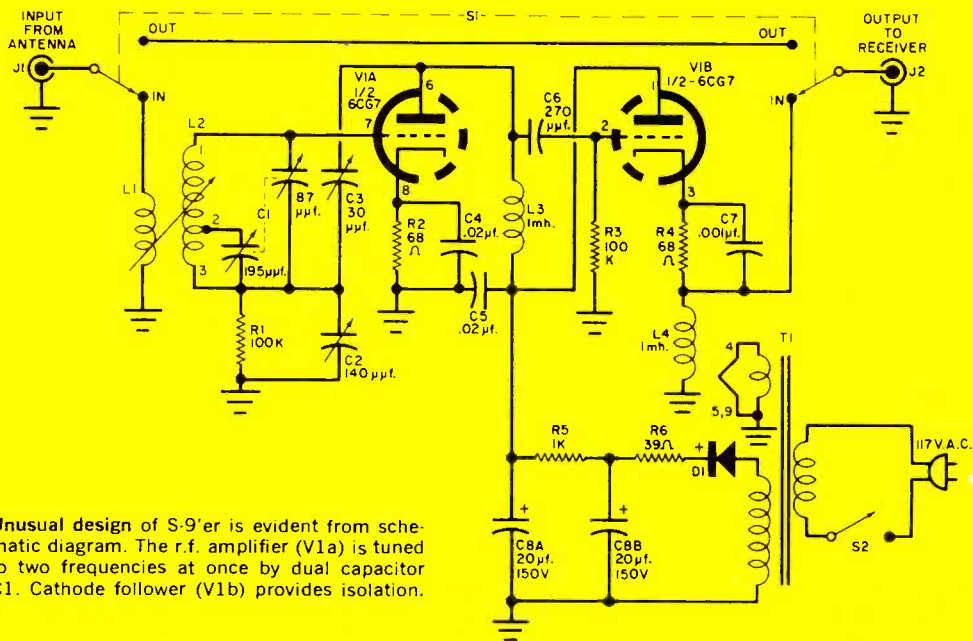 INPUT
FROM
ANTENNA
J1
OUT
S1
OUT
OUTPUT
TO
RECEIVER
J2
IN
IN
V1A
1/2
6CG7
6
7
8
V1B
1/2-6CG7
1
2
3
C6
270
μμf.
L1
L2
1
2
3
C1
87
μμf.
195μμf.
C3
30
μμf.
R2
68
Ω
C4
.02μf.
C5
.02μf.
L3
1mh.
R3
100
K
R4
68
Ω
C7
.001μf.
R1
100K
C2
140μμf.
L4
1mh.
4
5,9
T1
R5
1K
R6
39Ω
+
D1
117V.A.C.
S2
+
C8A
20μf.
150V
+
C8B
20μf.
150V
Unusual design of S-9'er is evident from sche-
matic diagram. The r.f. amplifier (V1a) is tuned
to two frequencies at once by dual capacitor
C1. Cathode follower (V1b) provides isolation.